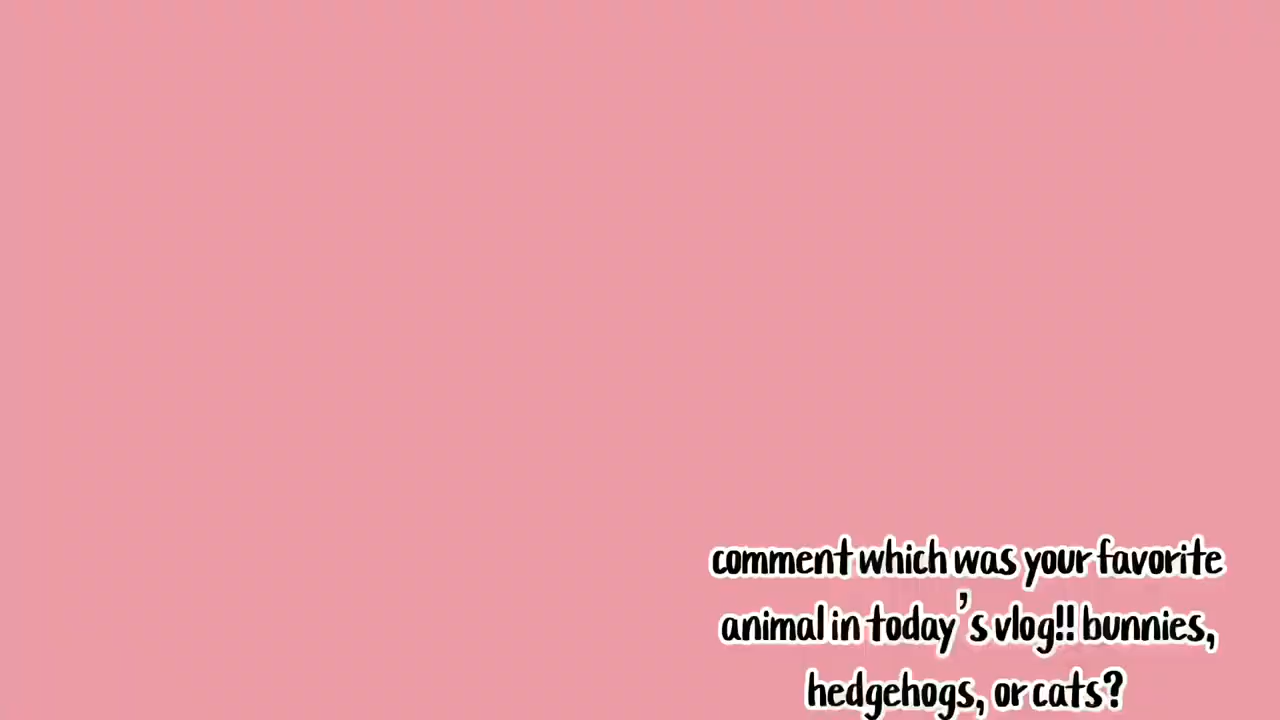 comment which was your favorite
animal in today's vlog!! bunnies,
hedgehogs, or cats?